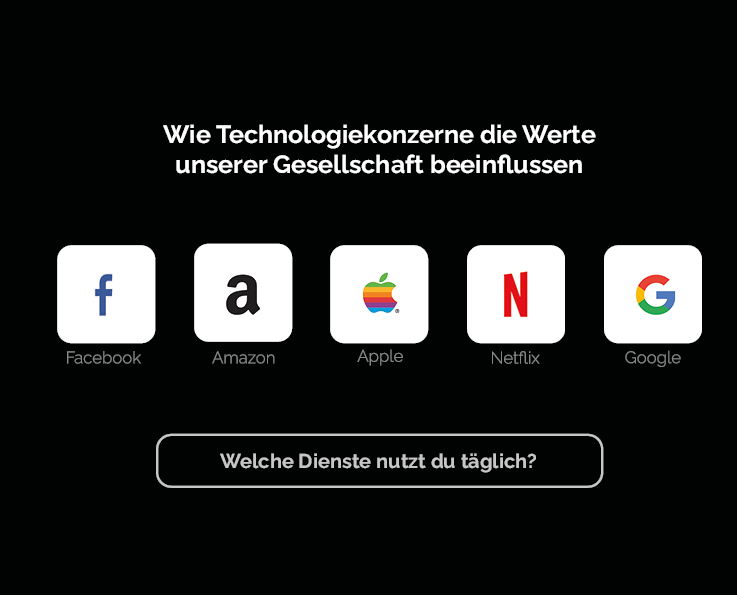 Wie Technologiekonzerne die Werte
unserer Gesellschaft beeinflussen
f
a
®
N
G
Facebook
Amazon
Apple
Netflix
Google
Welche Dienste nutzt du täglich?